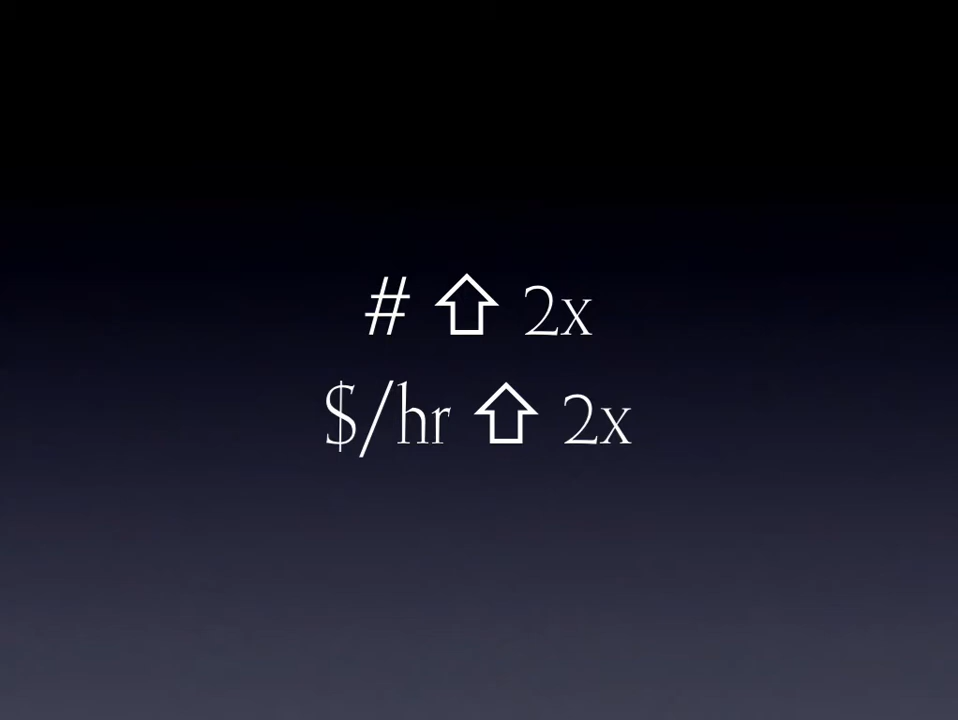 # ⇧ 2x
$/hr ⇧ 2x